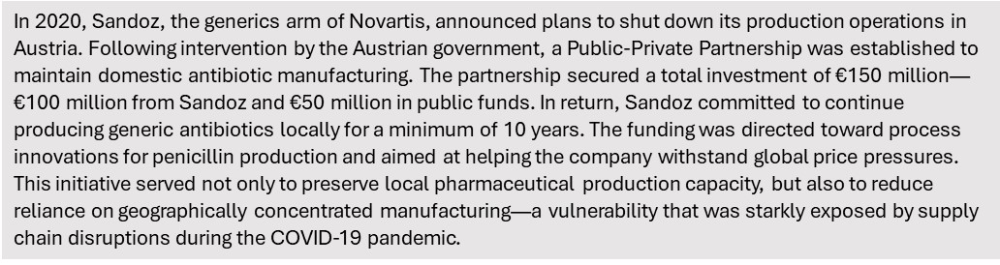 In 2020, Sandoz, the generics arm of Novartis, announced plans to shut down its production operations in
Austria. Following intervention by the Austrian government, a Public-Private Partnership was established to
maintain domestic antibiotic manufacturing. The partnership secured a total investment of €150 million—
€100 million from Sandoz and €50 million in public funds. In return, Sandoz committed to continue
producing generic antibiotics locally for a minimum of 10 years. The funding was directed toward process
innovations for penicillin production and aimed at helping the company withstand global price pressures.
This initiative served not only to preserve local pharmaceutical production capacity, but also to reduce
reliance on geographically concentrated manufacturing—a vulnerability that was starkly exposed by supply
chain disruptions during the COVID-19 pandemic.